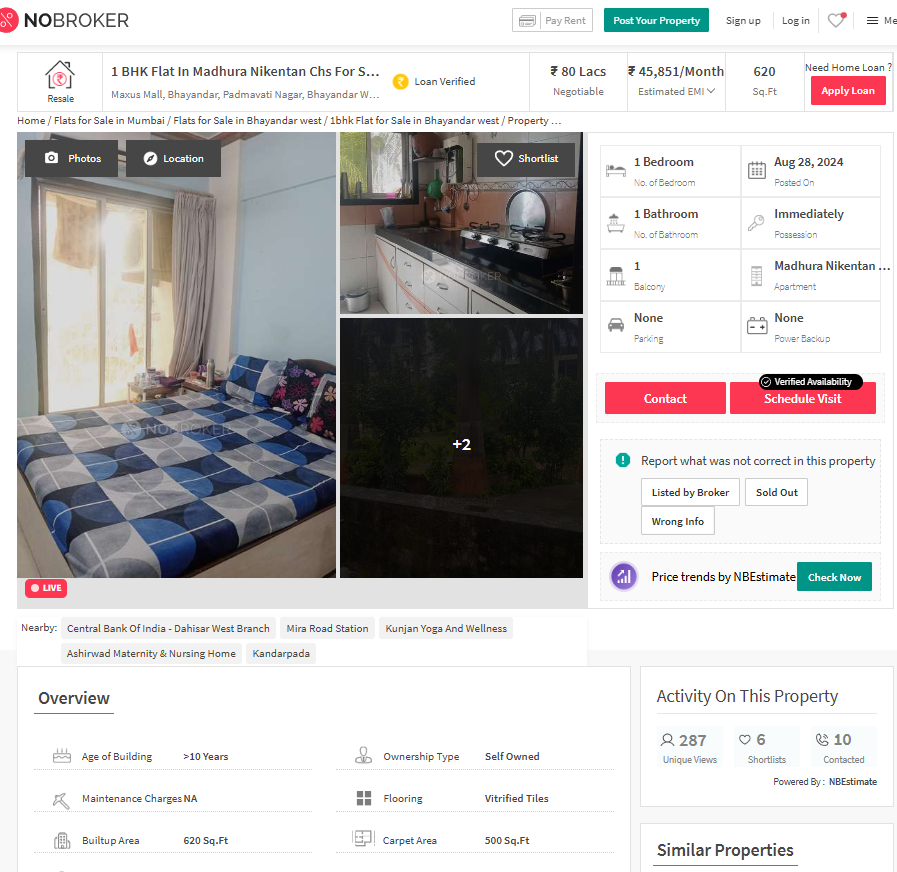 NOBROKER
Pay Rent
Post Your Property
Sign up
Log in
Me
Resale
1 BHK Flat In Madhura Nikentan Chs For S...
Maxus Mall, Bhayandar, Padmavati Nagar, Bhayandar W...
Loan Verified
₹ 80 Lacs
Negotiable
₹ 45,851/Month
Estimated EMI
620
Sq.Ft
Need Home Loan ?
Apply Loan
Home / Flats for Sale in Mumbai / Flats for Sale in Bhayandar west / 1bhk Flat for Sale in Bhayandar west / Property ...
Photos
Location
Shortlist
NOBROKER
NOBROKER
+2
LIVE
1 Bedroom
No. of Bedroom
Aug 28, 2024
Posted On
1 Bathroom
No. of Bathroom
Immediately
Possession
1
Balcony
Madhura Nikentan ...
Apartment
None
Parking
None
Power Backup
Contact
Verified Availability
Schedule Visit
Report what was not correct in this property
Listed by Broker
Sold Out
Wrong Info
Price trends by NBEstimate
Check Now
Nearby:
Central Bank Of India - Dahisar West Branch
Mira Road Station
Kunjan Yoga And Wellness
Ashirwad Maternity & Nursing Home
Kandarpada
Overview
Age of Building
>10 Years
Ownership Type
Self Owned
Maintenance Charges
NA
Flooring
Vitrified Tiles
Builtup Area
620 Sq.Ft
Carpet Area
500 Sq.Ft
Activity On This Property
287
Unique Views
6
Shortlists
10
Contacted
Powered By : NBEstimate
Similar Properties